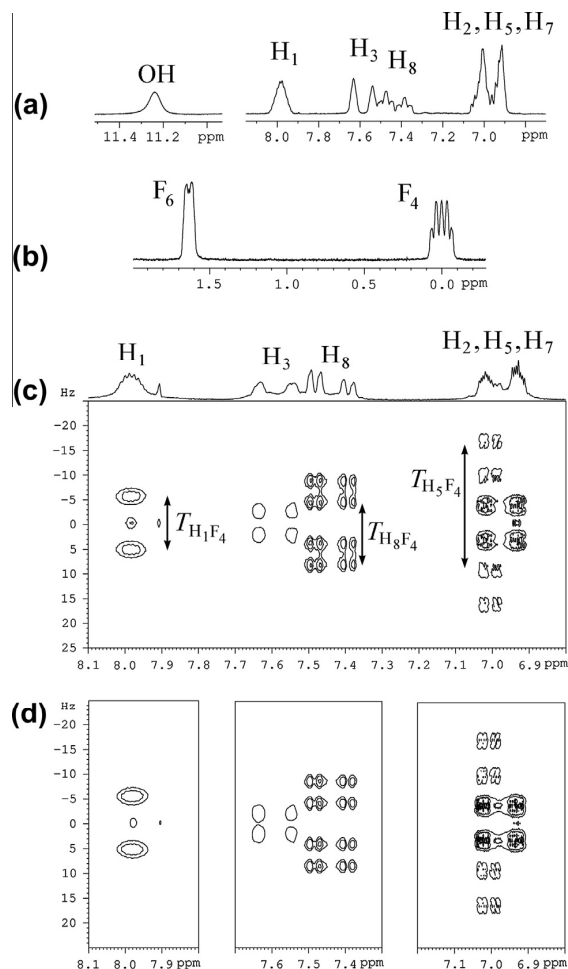 (a)
OH
H1
H3
H8
H2, H5, H7
11.4 11.2 ppm
8.0 7.8 7.6 7.4 7.2 7.0 ppm
(b)
F6
F4
1.5 1.0 0.5 0.0 ppm
(c)
H1
H3 H8
H2, H5, H7
Hz
-20
-15
-10
-5
0
5
10
15
20
25
TH1F4
TH8F4
TH5F4
8.1 8.0 7.9 7.8 7.7 7.6 7.5 7.4 7.3 7.2 7.1 7.0 6.9 ppm
(d)
Hz
-20
-15
-10
-5
0
5
10
15
20
8.1 8.0 7.9 7.6 7.5 7.4 7.1 7.0 6.9 ppm